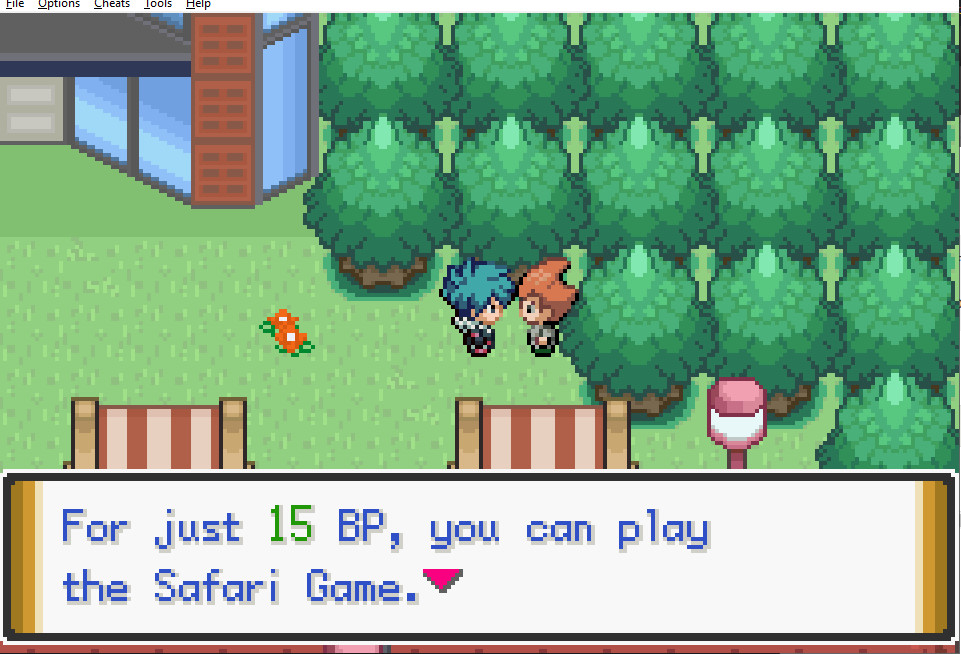 File Options Cheats Tools Help
For just 15 BP, you can play
the Safari Game.